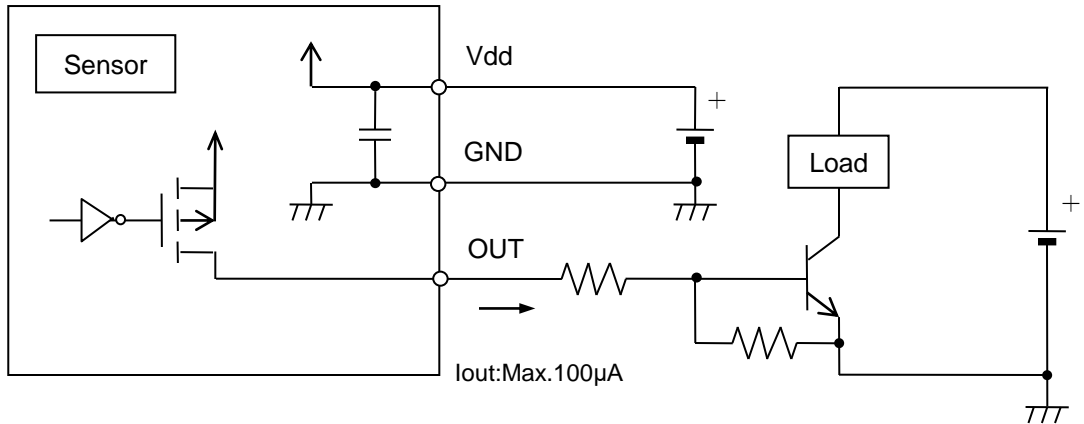 Sensor
Vdd
+
GND
Load
+
OUT
Iout:Max.100µA